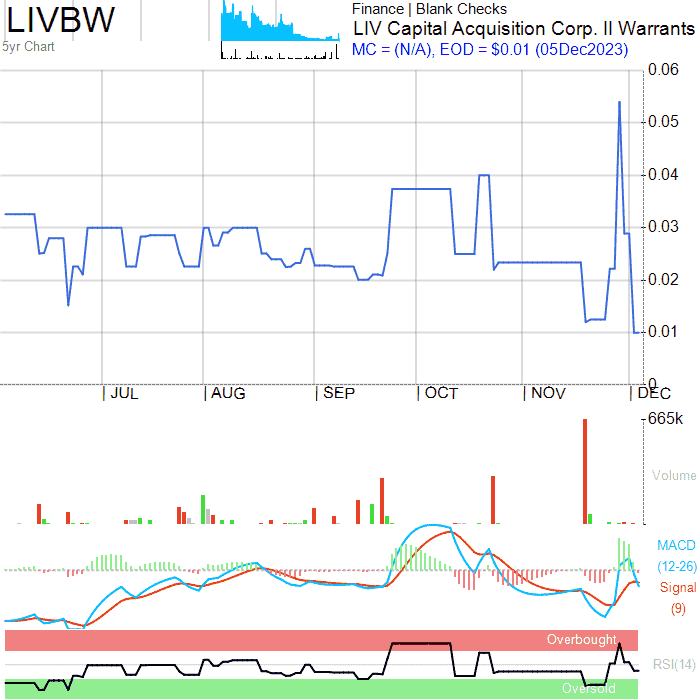 LIVBW
5yr Chart
Finance | Blank Checks
LIV Capital Acquisition Corp. II Warrants
MC = (N/A), EOD = $0.01 (05Dec2023)
0.06
0.05
0.04
0.03
0.02
0.01
0
JUL AUG SEP OCT NOV DEC
665k
Volume
MACD
(12-26)
Signal
(9)
Overbought
RSI(14)
Oversold